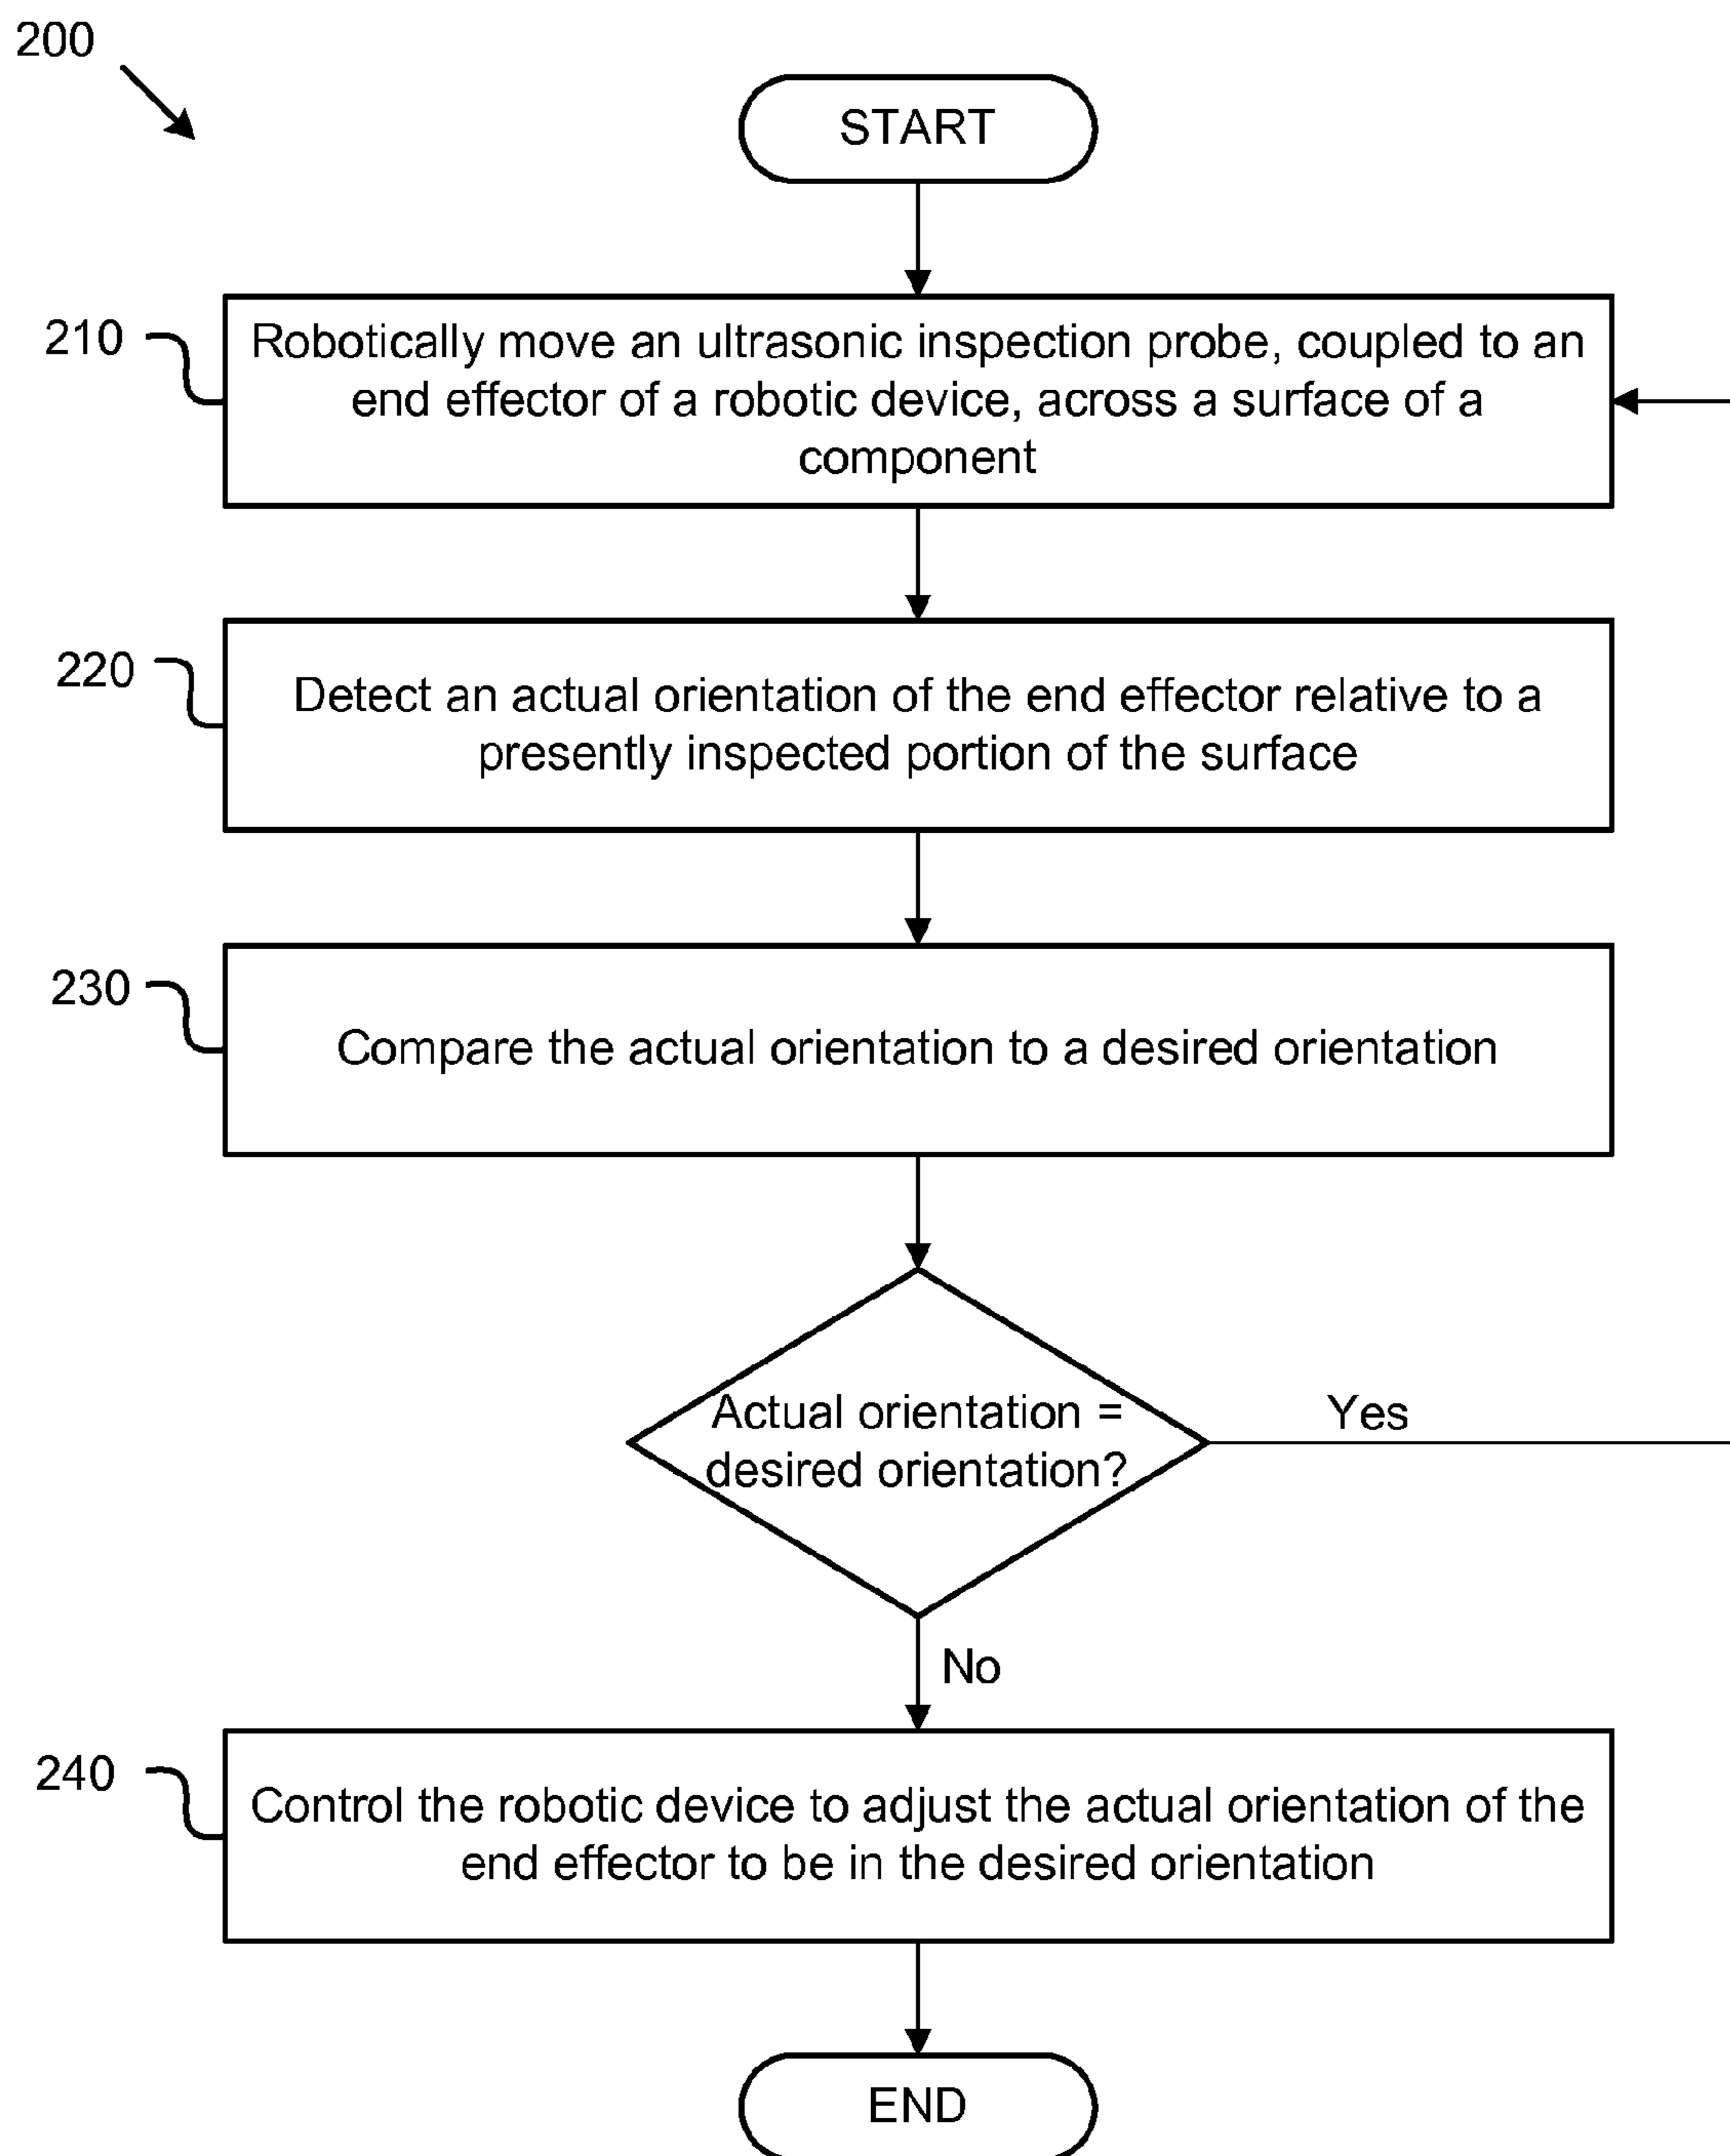 200
START
210
Robotically move an ultrasonic inspection probe, coupled to an
end effector of a robotic device, across a surface of a
component
220
Detect an actual orientation of the end effector relative to a
presently inspected portion of the surface
230
Compare the actual orientation to a desired orientation
Actual orientation =
desired orientation?
Yes
No
240
Control the robotic device to adjust the actual orientation of the
end effector to be in the desired orientation
END